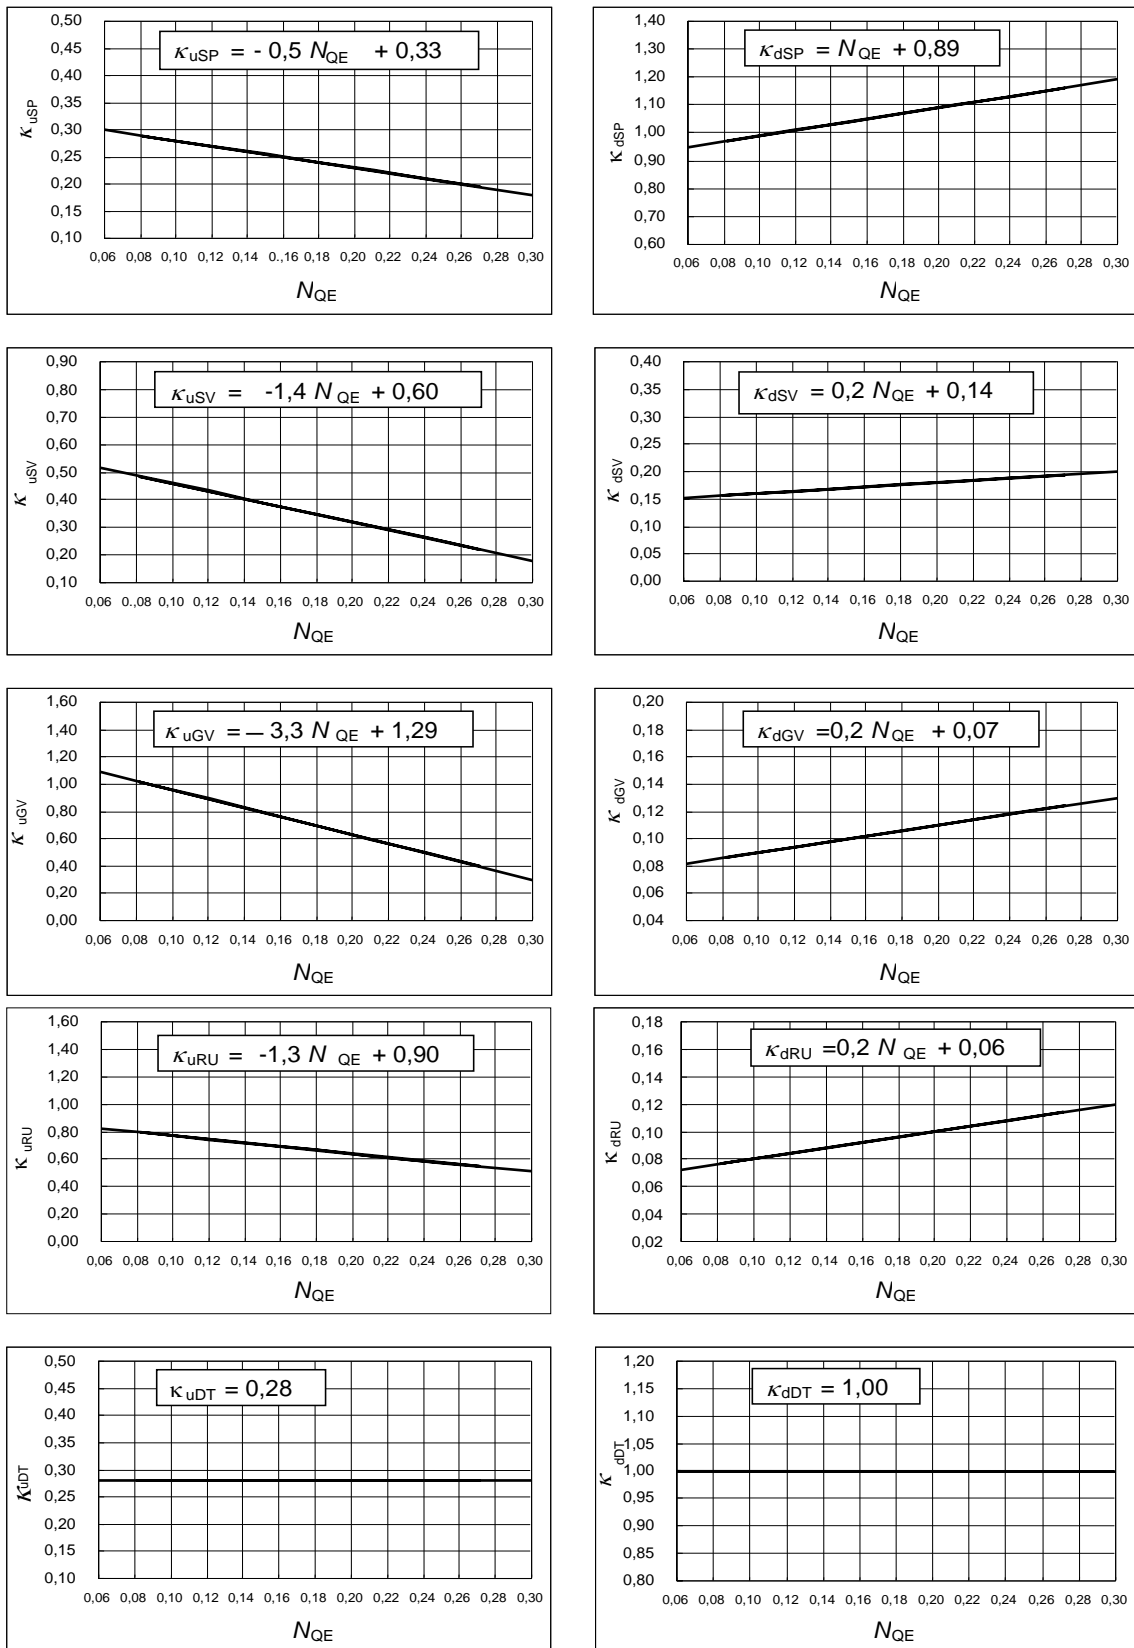 κuSP = - 0,5 NQE + 0,33
0,50
0,45
0,40
0,35
0,30
0,25
0,20
0,15
0,10
κ uSP
0,06 0,08 0,10 0,12 0,14 0.,18 0,18 0,20 0,22 0,24 0,26 0,28 0,30
NQE
κdSP = NQE + 0,89
1,40
1,30
1,20
1,10
1,00
0,90
0,80
0,70
0,60
κ dSP
0,06 0,08 0,10 0,12 0,14 0,16 0,18 0,20 0,22 0,24 0,26 0,28 0,30
NQE
κuSV = -1,4 NQE + 0,60
0,90
0,80
0,70
0,60
0,50
0,40
0,30
0,20
0,10
κ uSV
0,06 0.,08 0,10 0,12 0,14 0,16 0,18 0,20 0,22 0,24 0,26 0,28 0,30
NQE
κdSV = 0,2 NQE + 0,14
0,40
0,35
0,30
0,25
0,20
0,15
0,10
0,05
0,00
κ dSV
0,06 0,08 0,10 0,12 0,14 0,16 0,18 0,20 0,22 0,24 0,26 0,28 0,30
NQE
κ uGV = – 3,3 NQE + 1,29
1,60
1,40
1,20
1,00
0,80
0,60
0,40
0,20
0,00
κ uGV
0,06 0,08 0,10 0,12 0,14 0,16 0,18 0,20 0,22 0,24 0,26 0,28 0,30
NQE
κdGV =0,2 NQE + 0,07
0,20
0,18
0,16
0,14
0,12
0,10
0,08
0,06
0,04
κ dGV
0,06 0,08 0,10 0,12 0,14 0,16 0,18 0,20 0,22 0,24 0,26 0,28 0,30
NQE
κuRU = -1,3 N QE + 0,90
1,60
1,40
1,20
1,00
0,80
0,60
0,40
0,20
0,00
κ uRU
0,06 0,08 0,10 0,12 0,14 0,16 0,18 0,20 0,22 0,24 0,26 0,28 0,30
NQE
κdRU =0,2 N QE + 0,06
0,18
0,16
0,14
0,12
0,10
0,08
0,06
0,04
0,02
κ dRU
0,06 0,08 0,10 0,12 0,14 0,16 0,18 0,20 0,22 0,24 0,26 0,28 0,30
NQE
κ uDT = 0,28
0,50
0,45
0,40
0,35
0,30
0,25
0,20
0,15
0,10
κuDT
0,06 0,08 0,10 0,12 0,14 0,16 0,18 0,20 0,22 0,24 0,26 0,28 0,30
NQE
κdDT = 1,00
1,20
1,15
1,10
1,05
1,00
0,95
0,90
0,85
0,80
κ dDT
0,06 0,08 0,10 0,12 0,14 0,16 0,18 0,20 0,22 0,24 0,26 0,28 0,30
NQE